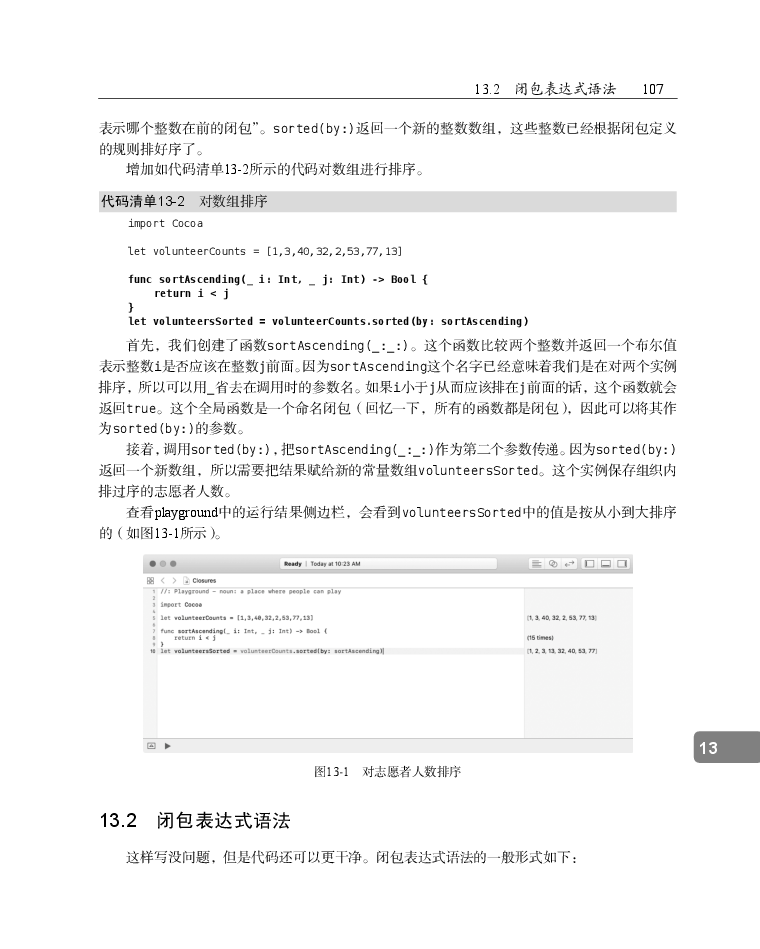 13.2 闭包表达式语法 107
表示哪个整数在前的闭包”。sorted(by:)返回一个新的整数数组，这些整数已经根据闭包定义
的规则排好序了。
增加如代码清单13-2所示的代码对数组进行排序。
代码清单13-2 对数组排序
import Cocoa
let volunteerCounts = [1,3,40,32,2,53,77,13]
func sortAscending(_ i: Int, _ j: Int) -> Bool {
return i < j
}
let volunteersSorted = volunteerCounts.sorted(by: sortAscending)
首先，我们创建了函数sortAscending(_:_:)。这个函数比较两个整数并返回一个布尔值
表示整数i是否应该在整数j前面。因为sortAscending这个名字已经意味着我们是在对两个实例
排序，所以可以用_省去在调用时的参数名。如果i小于j从而应该排在j前面的话，这个函数就会
返回true。这个全局函数是一个命名闭包（回忆一下，所有的函数都是闭包），因此可以将其作
为sorted(by:)的参数。
接着，调用sorted(by:)，把sortAscending(_:_:)作为第二个参数传递。因为sorted(by:)
返回一个新数组，所以需要把结果赋给新的常量数组volunteersSorted。这个实例保存组织内
排过序的志愿者人数。
查看playground中的运行结果侧边栏，会看到volunteersSorted中的值是按从小到大排序
的（如图13-1所示）。
Ready | Today at 10:23 AM
Closures
1 //: Playground - noun: a place where people can play
2
3 import Cocoa
4
5 let volunteerCounts = [1,3,40,32,2,53,77,13] [1, 3, 40, 32, 2, 53, 77, 13]
6
7 func sortAscending(_ i: Int, _ j: Int) -> Bool {
8 return i < j (15 times)
9 }
10 let volunteersSorted = volunteerCounts.sorted(by: sortAscending) [1, 2, 3, 13, 32, 40, 53, 77]
13
图13-1 对志愿者人数排序
13.2 闭包表达式语法
这样写没问题，但是代码还可以更干净。闭包表达式语法的一般形式如下：